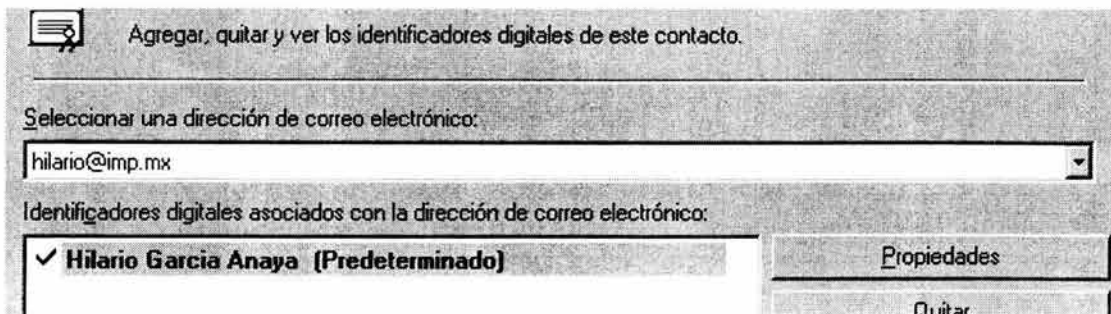 Agregar, quitar y ver los identificadores digitales de este contacto.
Seleccionar una dirección de correo electrónico:
hilario@imp.mx
Identificadores digitales asociados con la dirección de correo electrónico:
✓ Hilario Garcia Anaya (Predeterminado)
Propiedades
Quitar